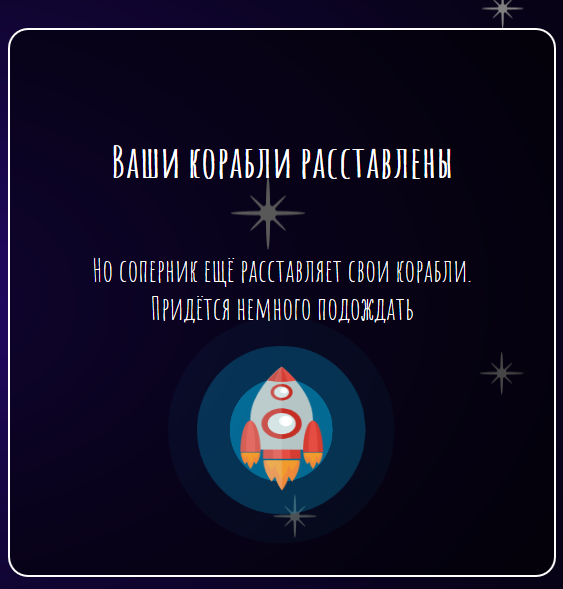 Ваши корабли расставлены
Но соперник ещё расставляет свои корабли.
Придётся немного подождать